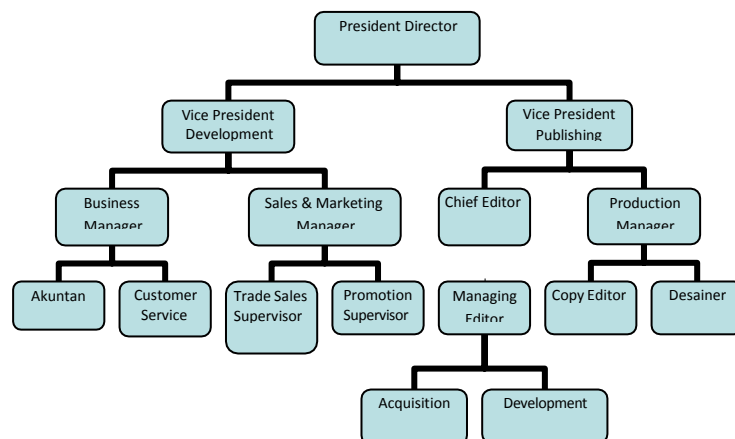 President Director
Vice President
Development
Vice President
Publishing
Business
Manager
Sales & Marketing
Manager
Chief Editor
Production
Manager
Akuntan
Customer
Service
Trade Sales
Supervisor
Promotion
Supervisor
Managing
Editor
Copy Editor
Desainer
Acquisition
Development